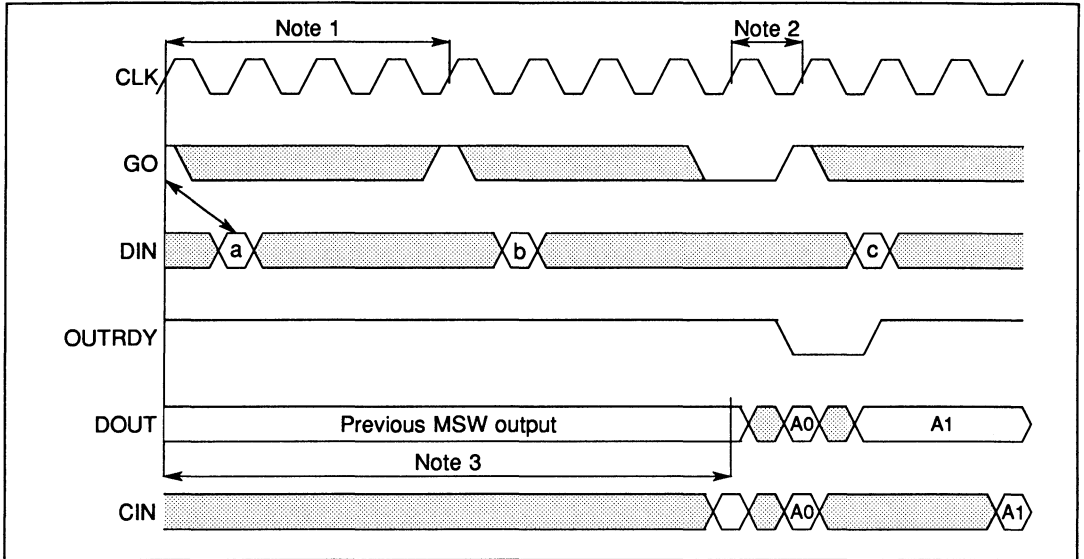 Note 1
Note 2
CLK
GO
DIN
a
b
c
OUTRDY
DOUT
Previous MSW output
A0
A1
Note 3
CIN
A0
A1